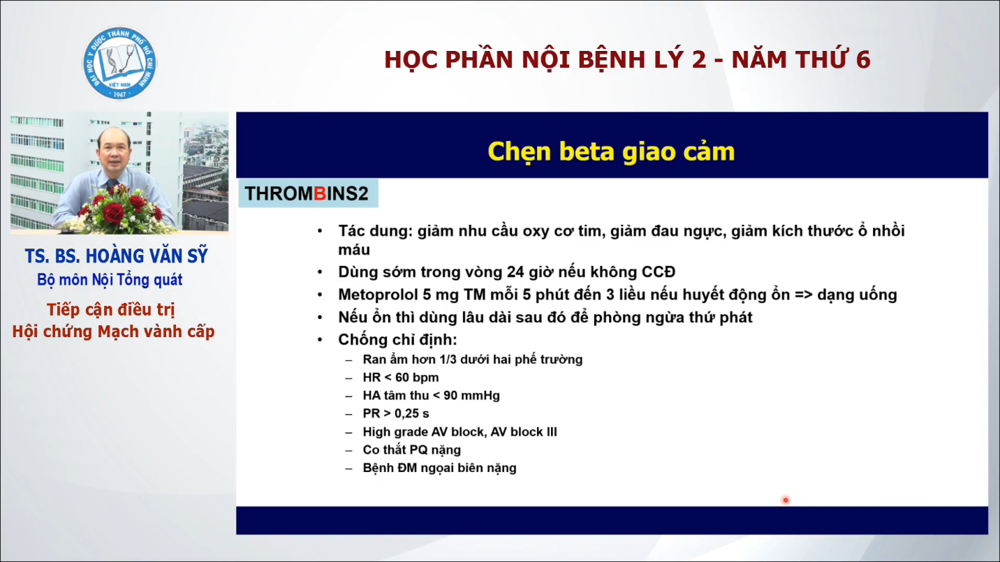 ĐẠI HỌC Y DƯỢC THÀNH PHỐ HỒ CHÍ MINH
VIỆT NAM
1947
HỌC PHẦN NỘI BỆNH LÝ 2 - NĂM THỨ 6
TS. BS. HOÀNG VĂN SỸ
Bộ môn Nội Tổng quát
Tiếp cận điều trị
Hội chứng Mạch vành cấp
Chẹn beta giao cảm
THROMBINS2
• Tác dung: giảm nhu cầu oxy cơ tim, giảm đau ngực, giảm kích thước ổ nhồi
máu
• Dùng sớm trong vòng 24 giờ nếu không CCĐ
• Metoprolol 5 mg TM mỗi 5 phút đến 3 liều nếu huyết động ổn => dạng uống
• Nếu ổn thì dùng lâu dài sau đó để phòng ngừa thứ phát
• Chống chỉ định:
– Ran ẩm hơn 1/3 dưới hai phế trường
– HR < 60 bpm
– HA tâm thu < 90 mmHg
– PR > 0,25 s
– High grade AV block, AV block III
– Co thắt PQ nặng
– Bệnh ĐM ngọai biên nặng